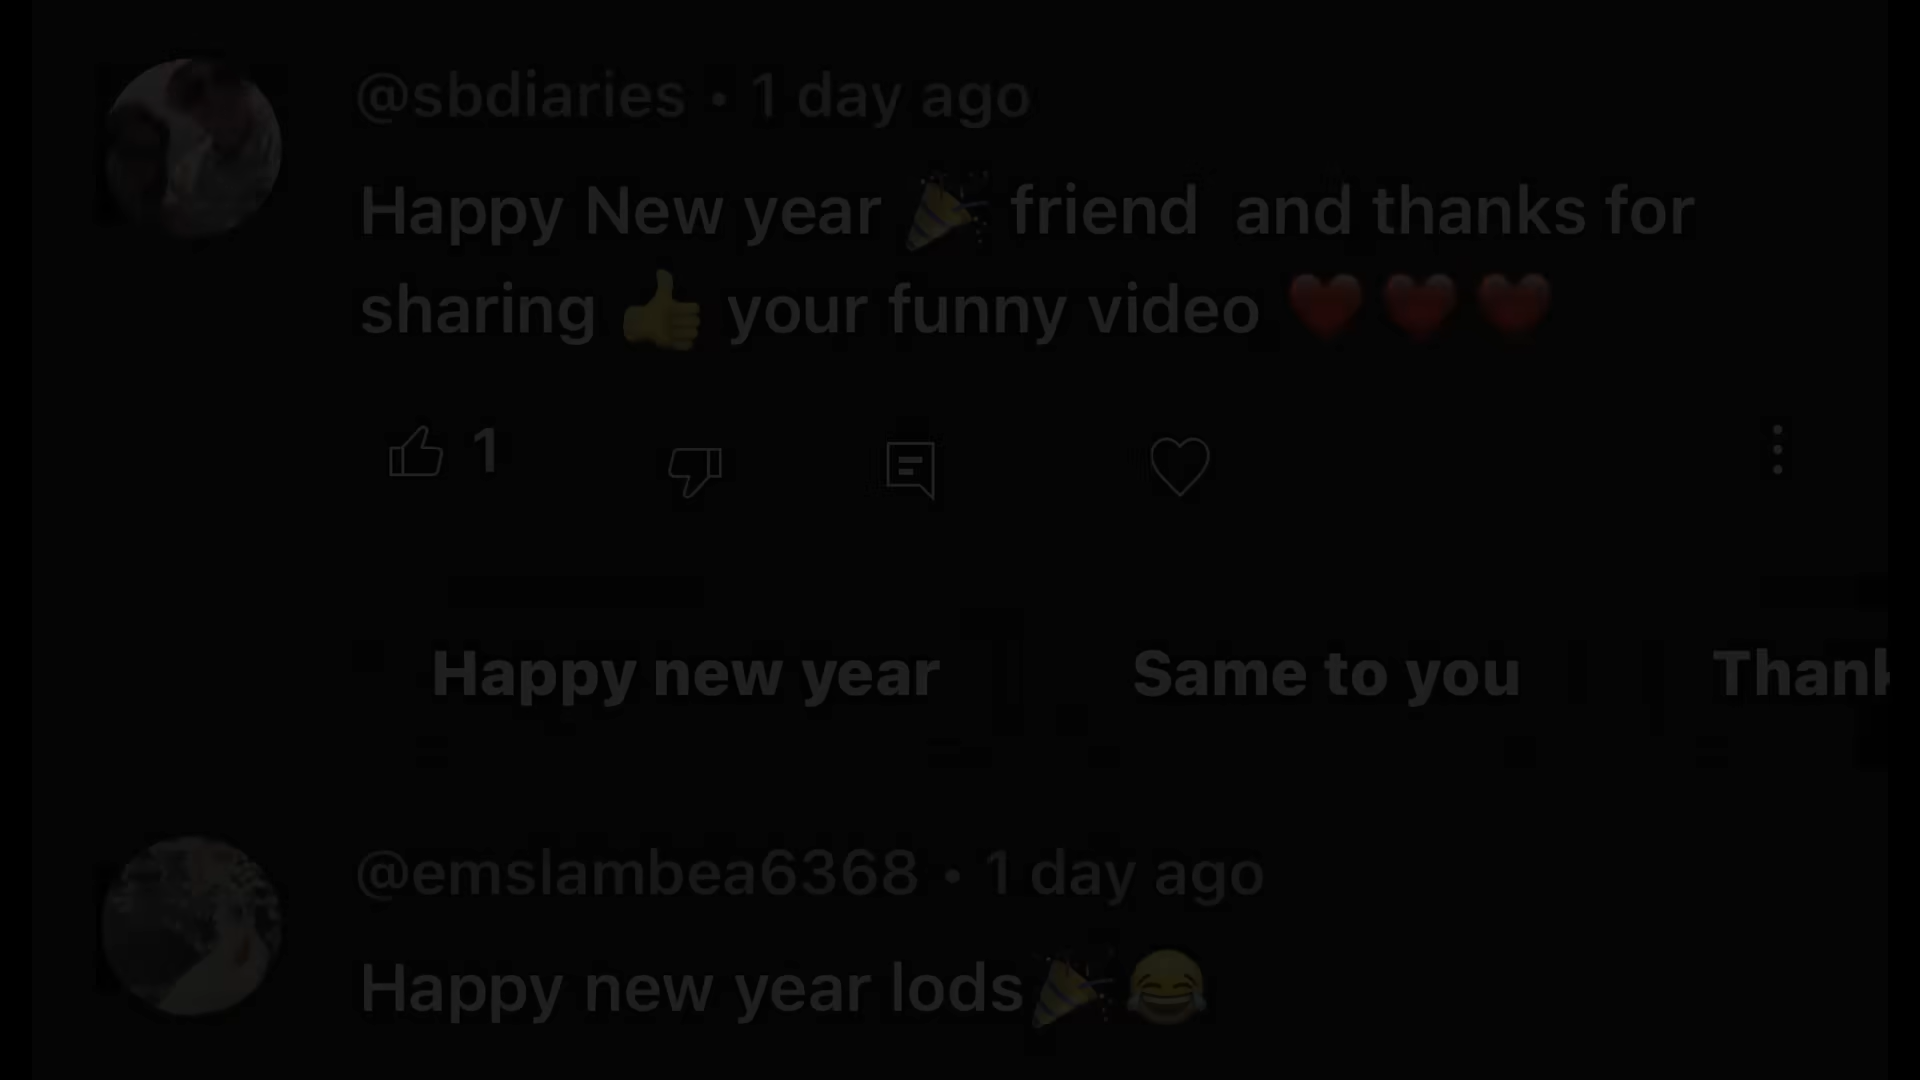 @sbdiaries • 1 day ago
Happy New year 🎉 friend  and thanks for
sharing 👍 your funny video ❤️❤️❤️
1
Happy new year
Same to you
Thank
@emslambea6368 • 1 day ago
Happy new year lods🎉😂